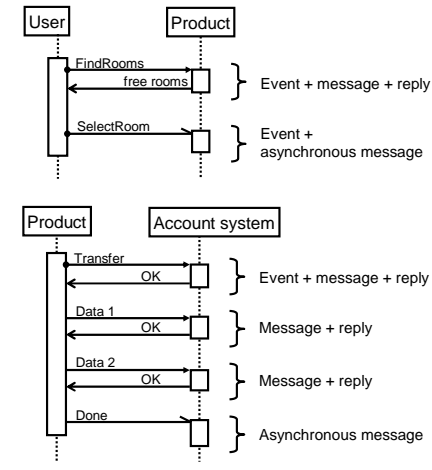 User
Product
FindRooms
free rooms
Event + message + reply
SelectRoom
Event +
asynchronous message
Product
Account system
Transfer
OK
Event + message + reply
Data 1
OK
Message + reply
Data 2
OK
Message + reply
Done
Asynchronous message